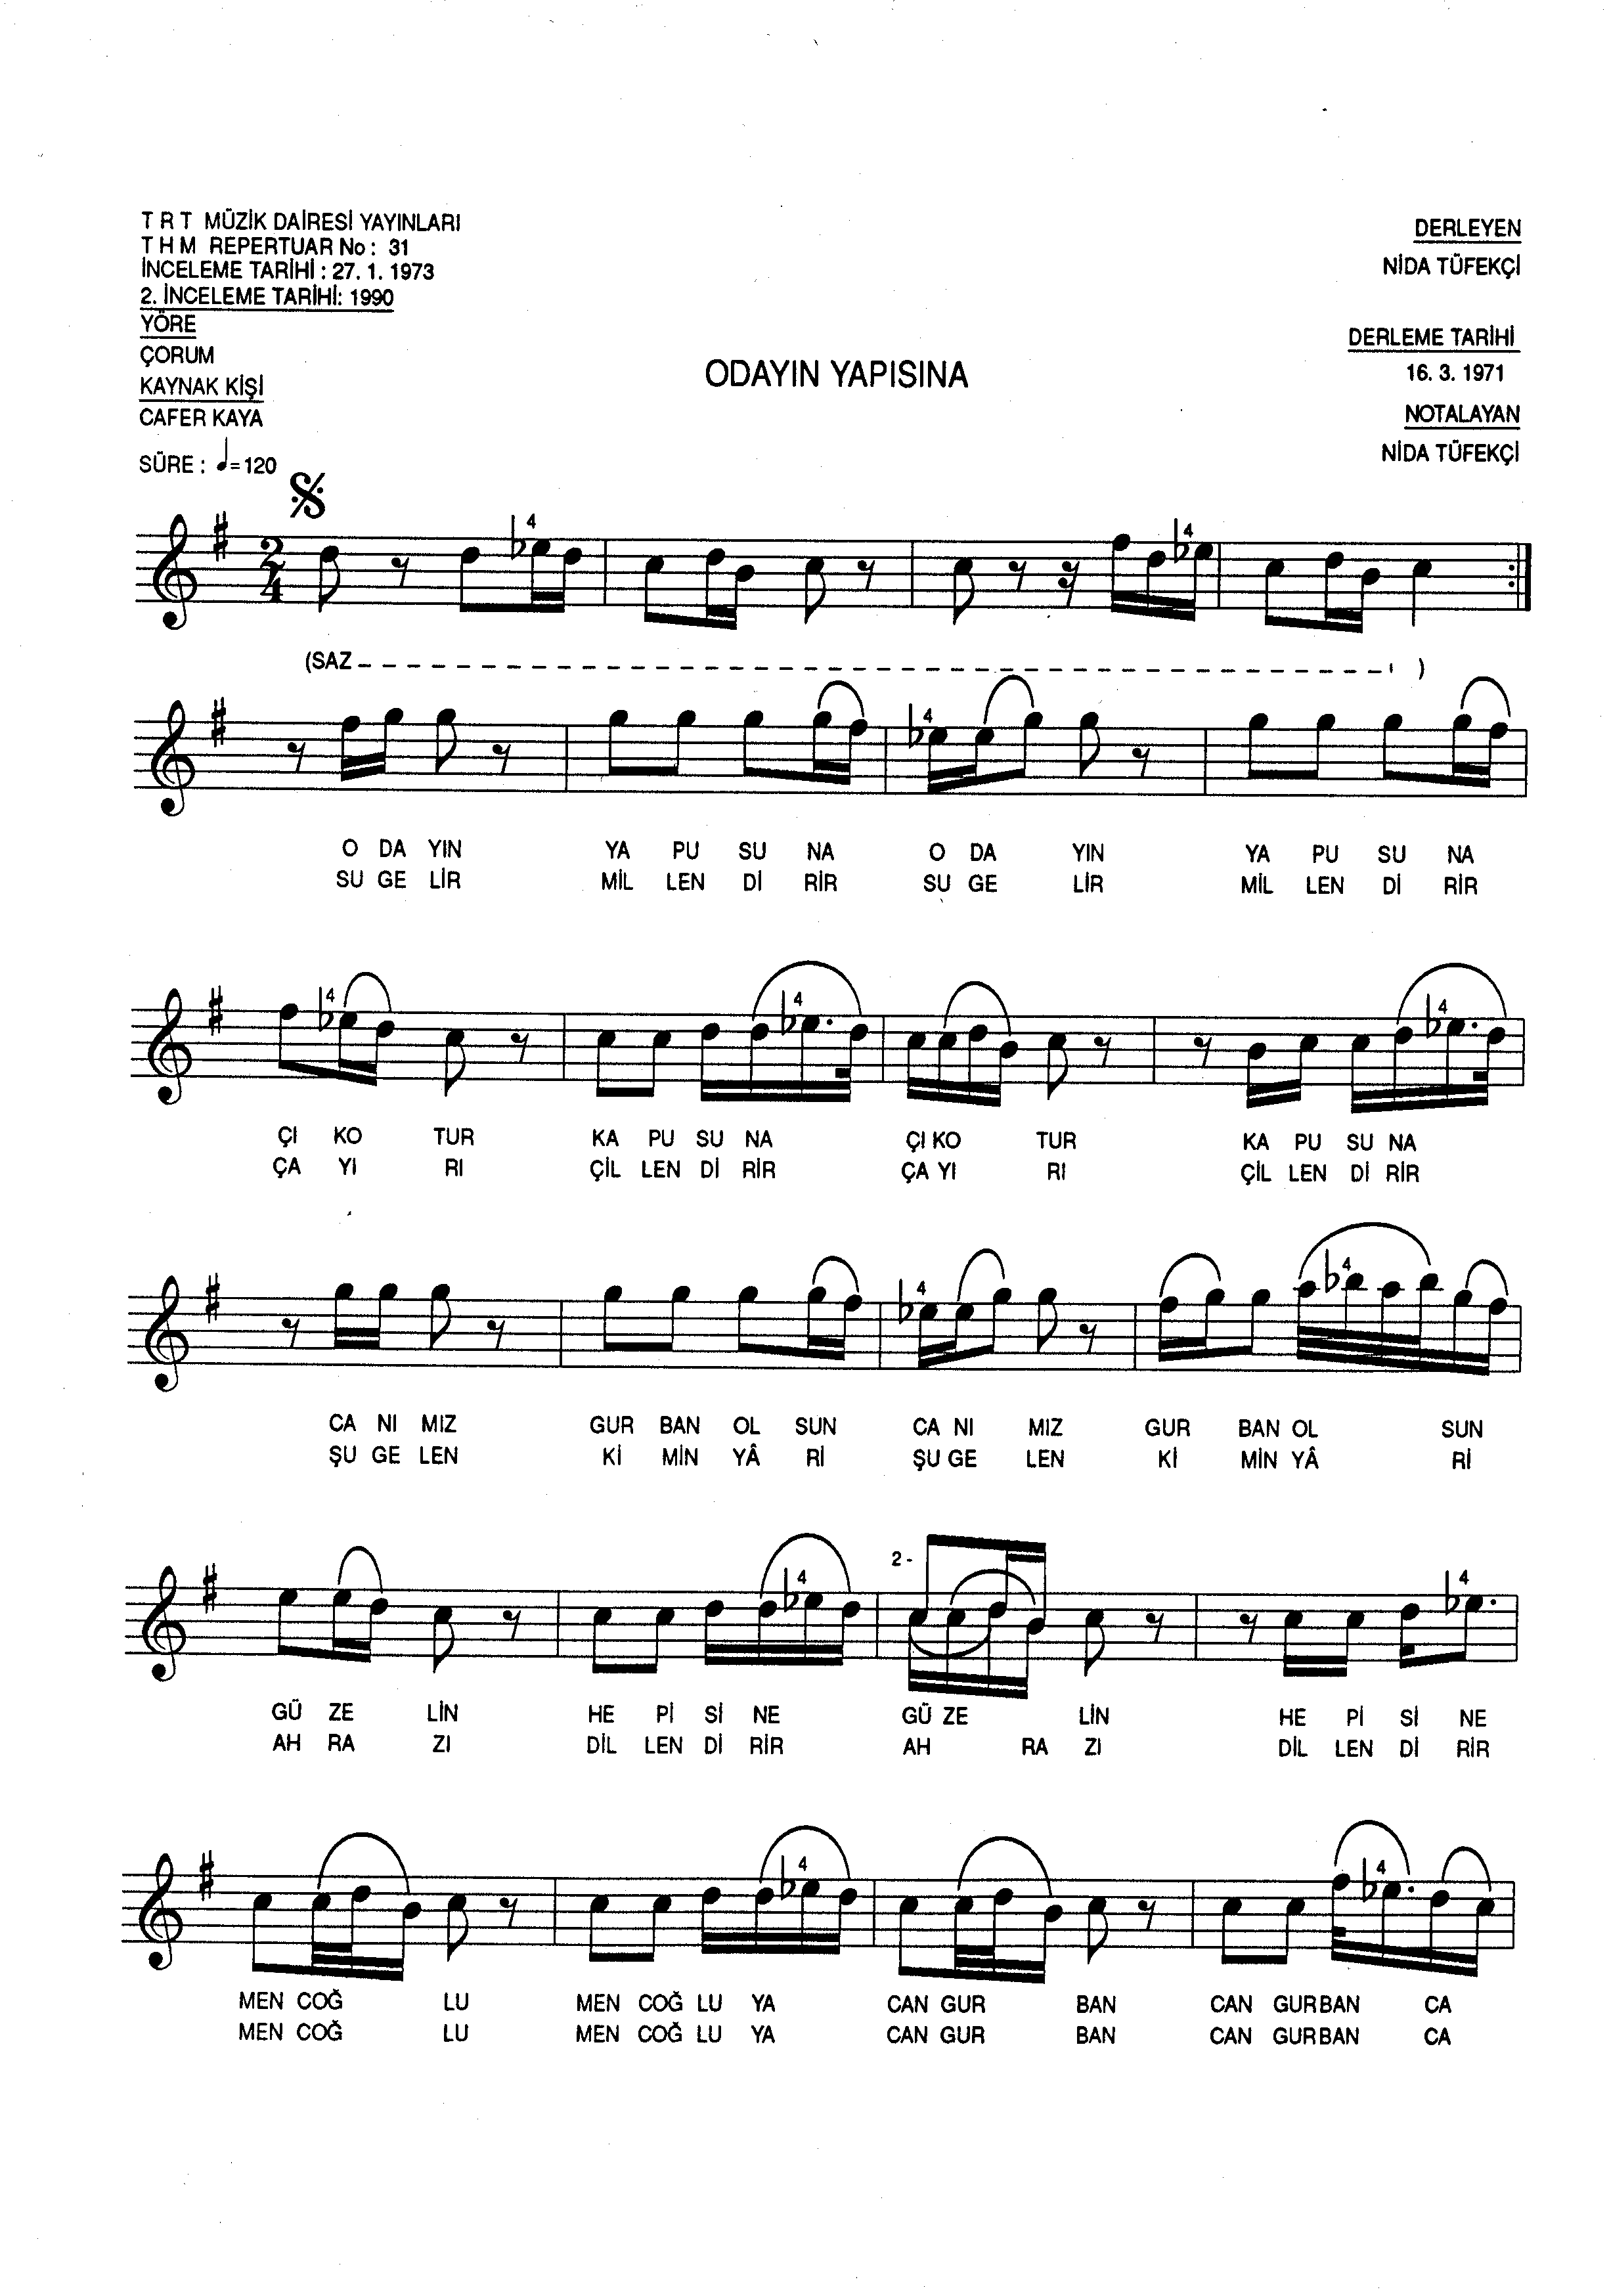 T R T MÜZİK DAİRESİ YAYINLARI
T H M REPERTUAR No : 31
İNCELEME TARİHİ : 27. 1. 1973
2. İNCELEME TARİHİ: 1990
YÖRE
ÇORUM
KAYNAK KİŞİ
CAFER KAYA
SÜRE : ♩=120
ODAYIN YAPISINA
DERLEYEN
NİDA TÜFEKÇİ
DERLEME TARİHİ
16. 3. 1971
NOTALAYAN
NİDA TÜFEKÇİ
2
4
4 4
(SAZ – – – – – – – – – – – – – – – – – – )
4
O DA YIN YA PU SU NA O DA YIN YA PU SU NA
SU GE LİR MİL LEN Dİ RİR SU GE LİR MİL LEN Dİ RİR
4 4 4
ÇI KO TUR KA PU SU NA ÇI KO TUR KA PU SU NA
ÇA YI RI ÇİL LEN Dİ RİR ÇA YI RI ÇİL LEN Dİ RİR
4 4
CA NI MIZ GUR BAN OL SUN CA NI MIZ GUR BAN OL SUN
ŞU GE LEN Kİ MİN YÂ Rİ ŞU GE LEN Kİ MİN YÂ Rİ
4 2 - 4
GÜ ZE LİN HE Pİ Sİ NE GÜ ZE LİN HE Pİ Sİ NE
AH RA ZI DİL LEN Dİ RİR AH RA ZI DİL LEN Dİ RİR
4 4
MEN COĞ LU MEN COĞ LU YA CAN GUR BAN CAN GUR BAN CA
MEN COĞ LU MEN COĞ LU YA CAN GUR BAN CAN GUR BAN CA